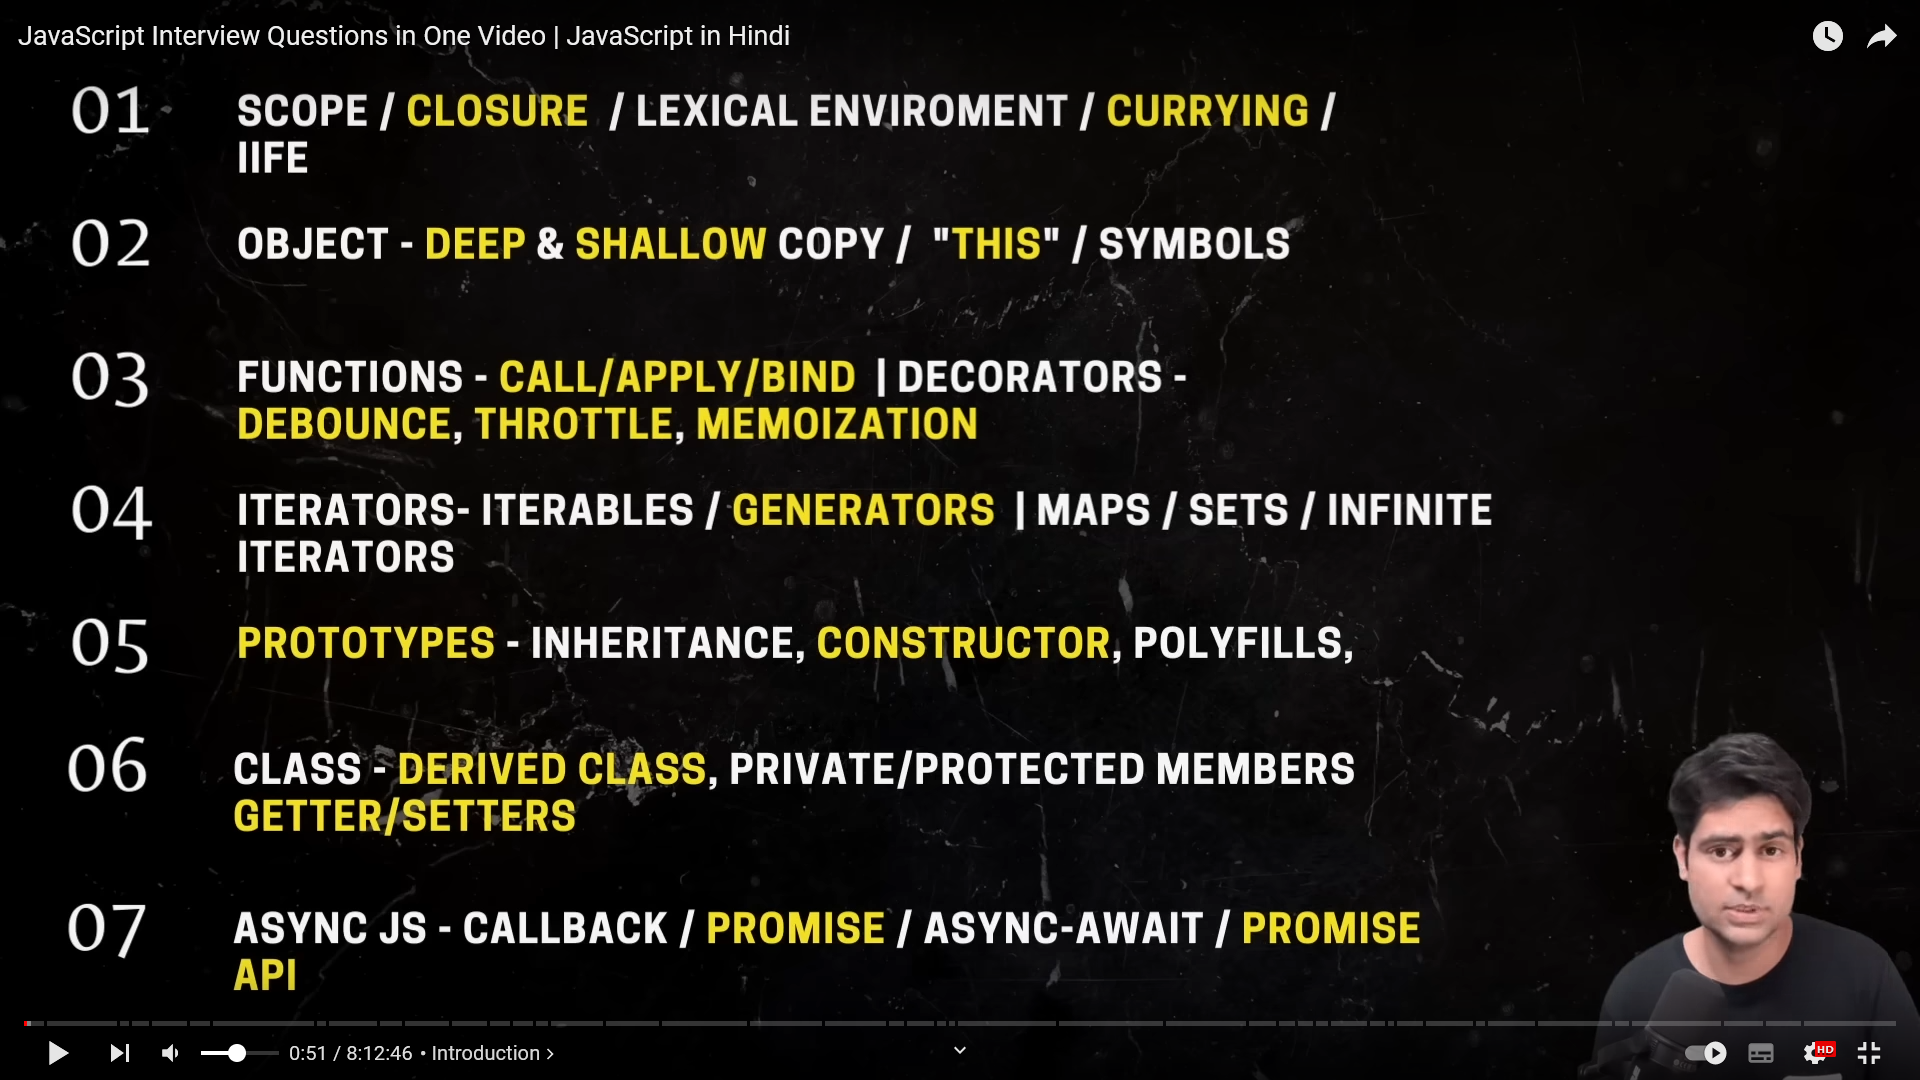 JavaScript Interview Questions in One Video | JavaScript in Hindi
01
SCOPE / CLOSURE / LEXICAL ENVIROMENT / CURRYING /
IIFE
02
OBJECT - DEEP & SHALLOW COPY / "THIS" / SYMBOLS
03
FUNCTIONS - CALL/APPLY/BIND | DECORATORS -
DEBOUNCE, THROTTLE, MEMOIZATION
04
ITERATORS- ITERABLES / GENERATORS | MAPS / SETS / INFINITE
ITERATORS
05
PROTOTYPES - INHERITANCE, CONSTRUCTOR, POLYFILLS,
06
CLASS - DERIVED CLASS, PRIVATE/PROTECTED MEMBERS
GETTER/SETTERS
07
ASYNC JS - CALLBACK / PROMISE / ASYNC-AWAIT / PROMISE
API
0:51 / 8:12:46 • Introduction ›
HD